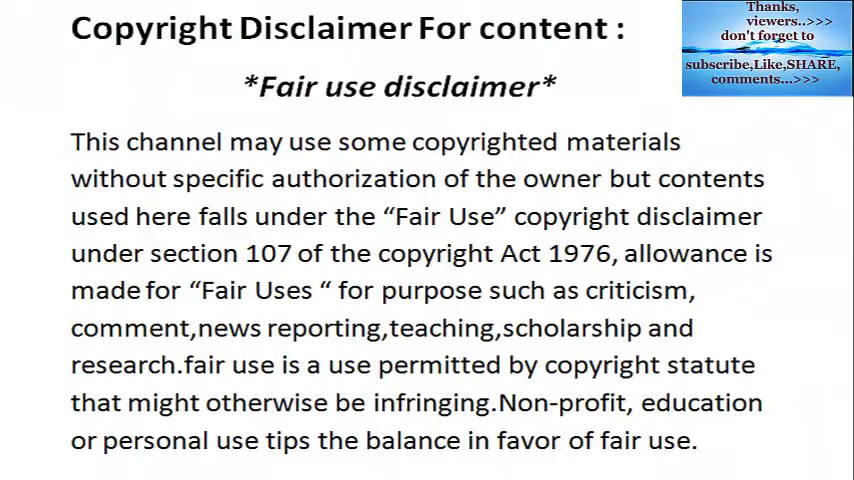 Copyright Disclaimer For content :
*Fair use disclaimer*
This channel may use some copyrighted materials
without specific authorization of the owner but contents
used here falls under the “Fair Use” copyright disclaimer
under section 107 of the copyright Act 1976, allowance is
made for “Fair Uses “ for purpose such as criticism,
comment,news reporting,teaching,scholarship and
research.fair use is a use permitted by copyright statute
that might otherwise be infringing.Non-profit, education
or personal use tips the balance in favor of fair use.
Thanks,
viewers..>>>
don't forget to
subscribe,Like,SHARE,
comments...>>>